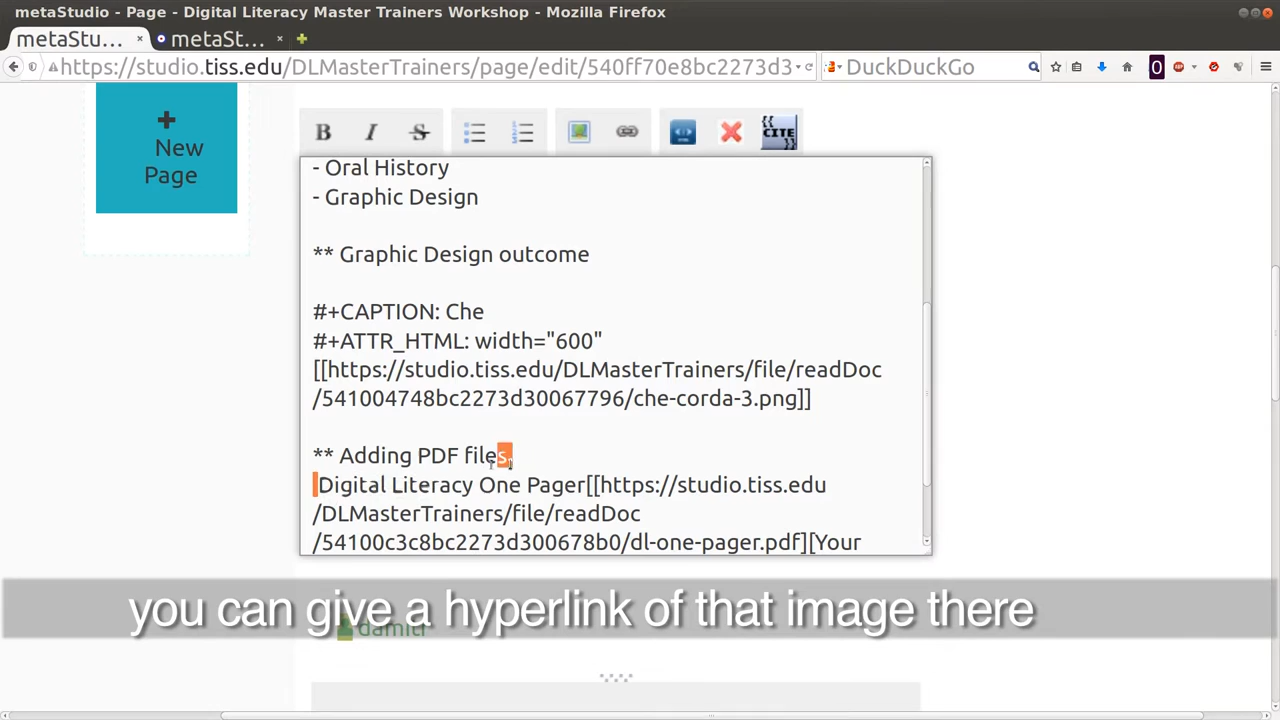 metaStudio - Page - Digital Literacy Master Trainers Workshop - Mozilla Firefox
metaStu... × metaSt... ×
https://studio.tiss.edu/DLMasterTrainers/page/edit/540ff70e8bc2273d3
DuckDuckGo
New
Page
B I S
{{
CITE
}}
- Oral History
- Graphic Design
** Graphic Design outcome
#+CAPTION: Che
#+ATTR_HTML: width="600"
[[https://studio.tiss.edu/DLMasterTrainers/file/readDoc
/541004748bc2273d30067796/che-corda-3.png]]
** Adding PDF files
Digital Literacy One Pager[[https://studio.tiss.edu
/DLMasterTrainers/file/readDoc
/54100c3c8bc2273d300678b0/dl-one-pager.pdf][Your
you can give a hyperlink of that image there
damitr